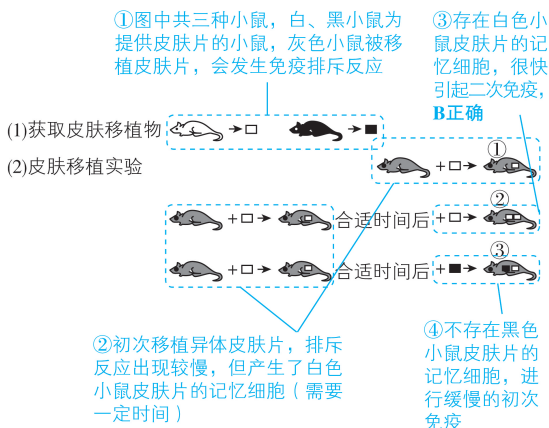 ①图中共三种小鼠，白、黑小鼠为
提供皮肤片的小鼠，灰色小鼠被移
植皮肤片，会发生免疫排斥反应
③存在白色小
鼠皮肤片的记
忆细胞，很快
引起二次免疫，
B正确
(1)获取皮肤移植物
(2)皮肤移植实验
+ ①
+ 合适时间后 + ②
+ 合适时间后 + ③
②初次移植异体皮肤片，排斥
反应出现较慢，但产生了白色
小鼠皮肤片的记忆细胞（需要
一定时间）
④不存在黑色
小鼠皮肤片的
记忆细胞，进
行缓慢的初次
免疫